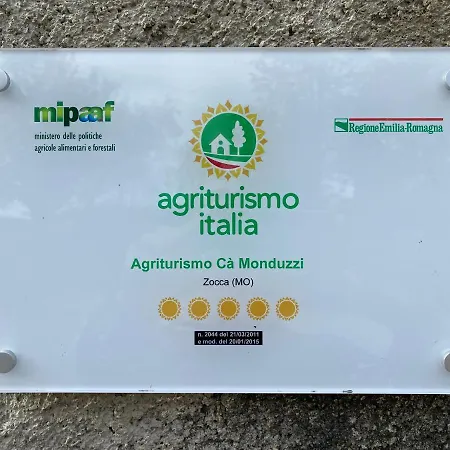 mipaaf
ministero delle politiche
agricole alimentari e forestali
RegioneEmilia-Romagna
agriturismo
italia
Agriturismo Cà Monduzzi
Zocca (MO)
n. 2044 del 21/03/2011
e mod. del 20/01/2015